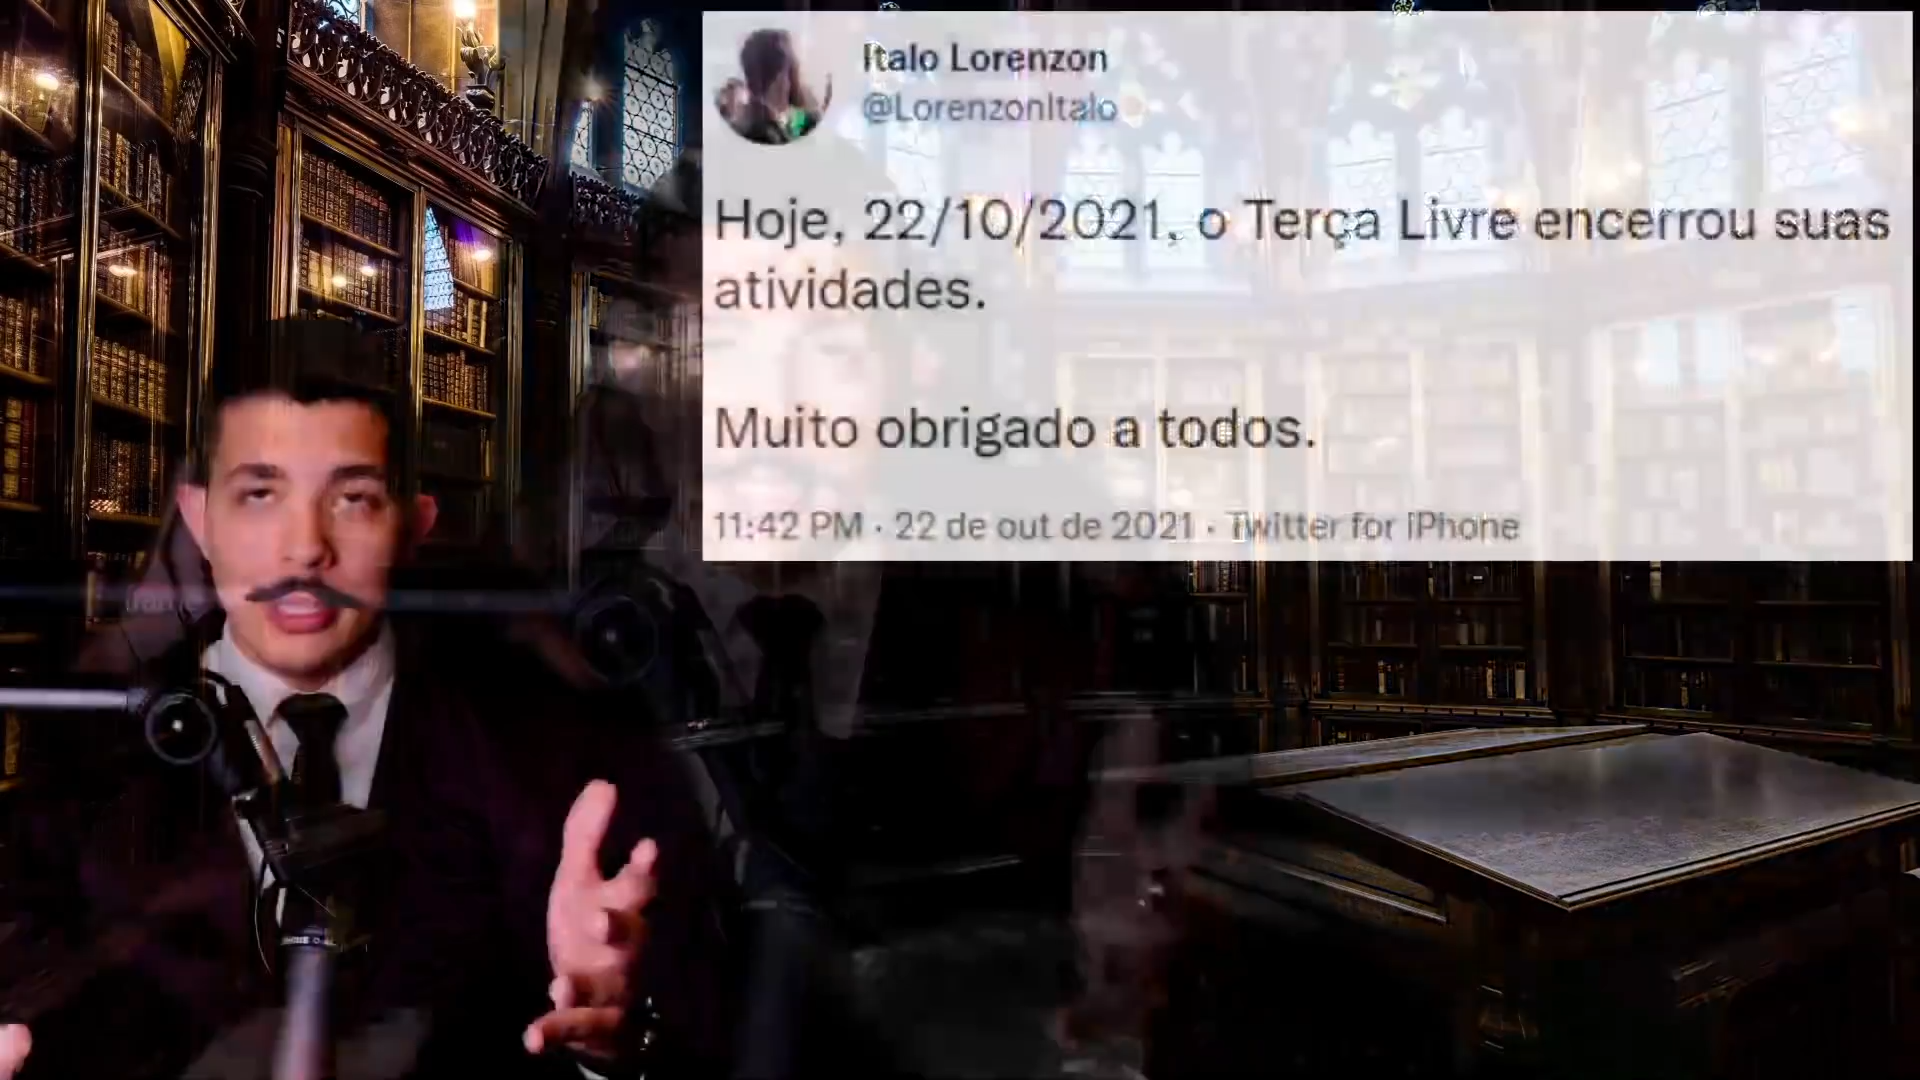 Italo Lorenzon
@LorenzonItalo
Hoje, 22/10/2021, o Terça Livre encerrou suas
atividades.
Muito obrigado a todos.
11:42 PM · 22 de out de 2021 · Twitter for iPhone